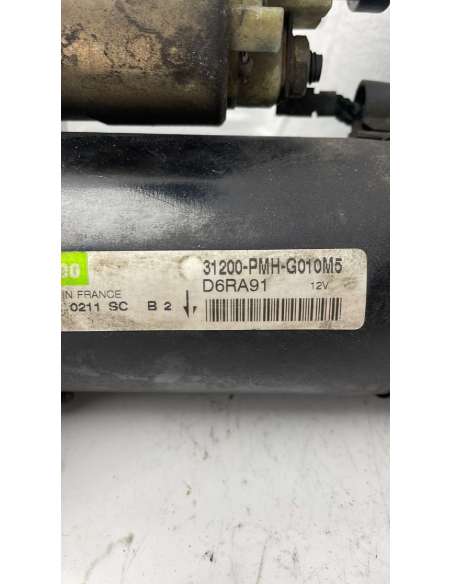 31200-PMH-G010M5
D6RA91 12V
IN FRANCE
0211 SC B 2